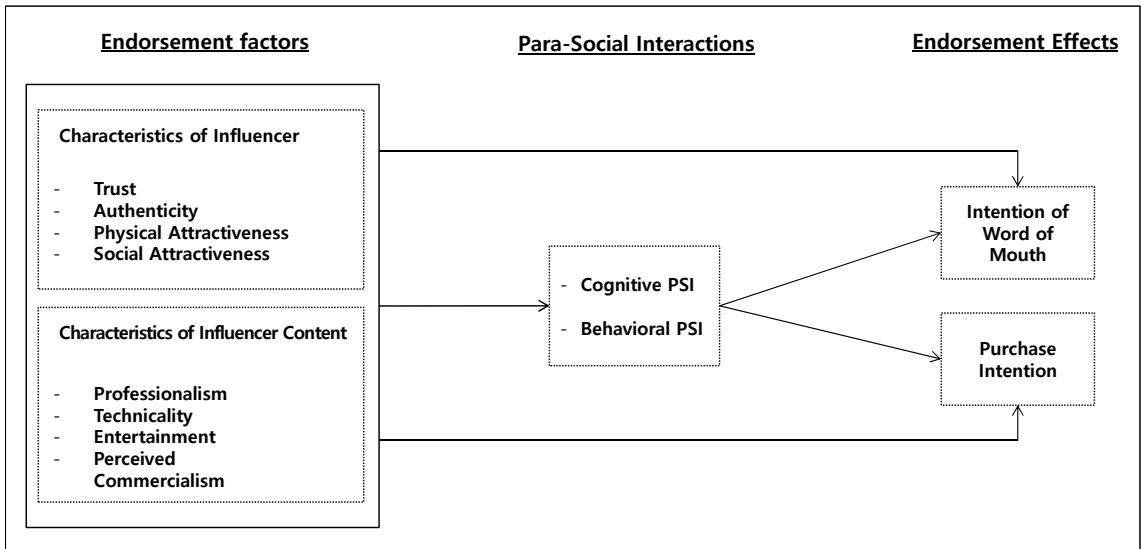 Endorsement factors
Para-Social Interactions
Endorsement Effects
Characteristics of Influencer
- Trust
- Authenticity
- Physical Attractiveness
- Social Attractiveness
Characteristics of Influencer Content
- Professionalism
- Technicality
- Entertainment
- Perceived
Commercialism
- Cognitive PSI
- Behavioral PSI
Intention of
Word of
Mouth
Purchase
Intention